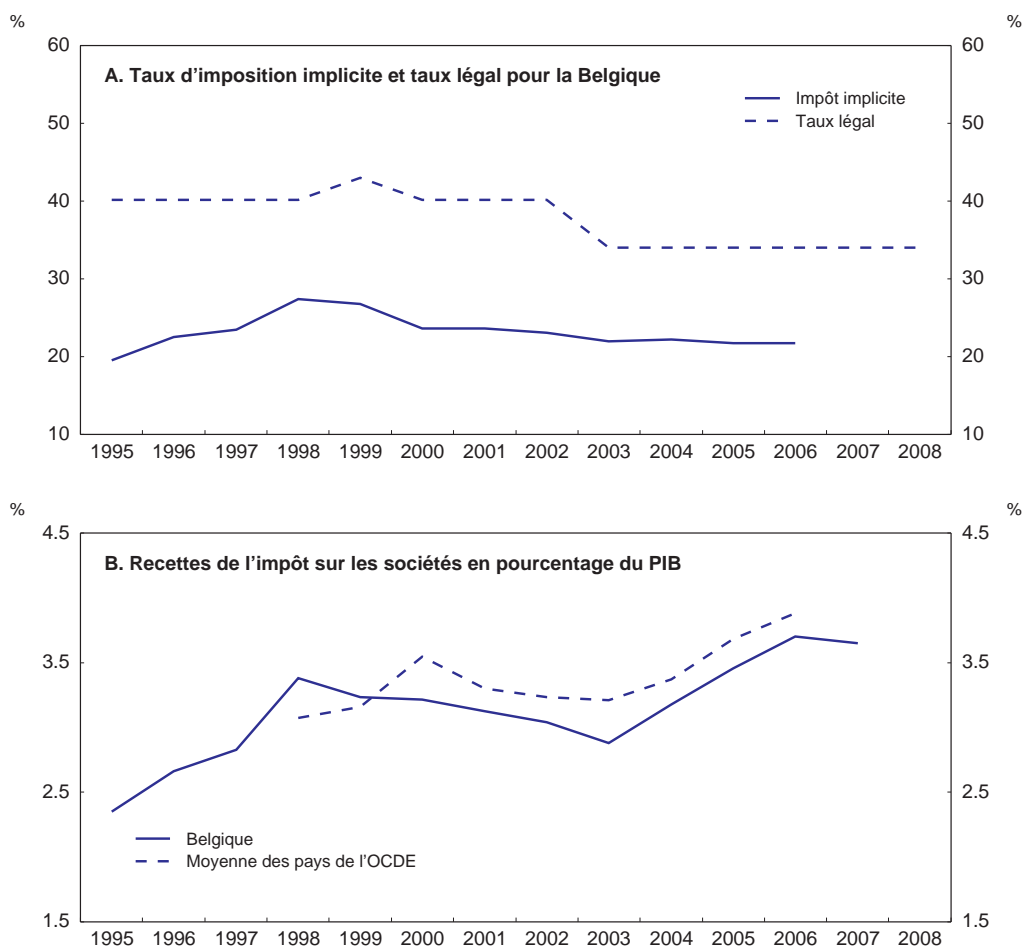 % %
60 60
A. Taux d’imposition implicite et taux légal pour la Belgique
Impôt implicite
Taux légal
50 50
40 40
30 30
20 20
10 10
1995 1996 1997 1998 1999 2000 2001 2002 2003 2004 2005 2006 2007 2008
% %
4.5 4.5
B. Recettes de l’impôt sur les sociétés en pourcentage du PIB
3.5 3.5
2.5 2.5
Belgique
Moyenne des pays de l’OCDE
1.5 1.5
1995 1996 1997 1998 1999 2000 2001 2002 2003 2004 2005 2006 2007 2008